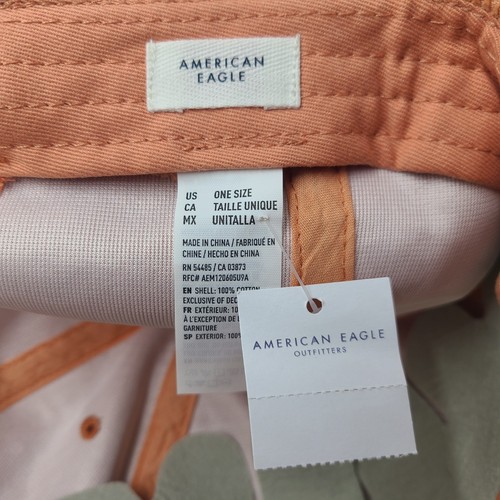 AMERICAN
EAGLE
US ONE SIZE
CA TAILLE UNIQUE
MX UNITALLA
MADE IN CHINA / FABRIQUÉ EN
CHINE / HECHO EN CHINA
RN 54485 / CA 03873
RFC# AEM120605U9A
EN SHELL: 100% COTTON
EXCLUSIVE OF
FR EXTÉRIEUR:
À L'EXCEPTION DE
GARNITURE
SP EXTERIOR: 100%
AMERICAN EAGLE
OUTFITTERS